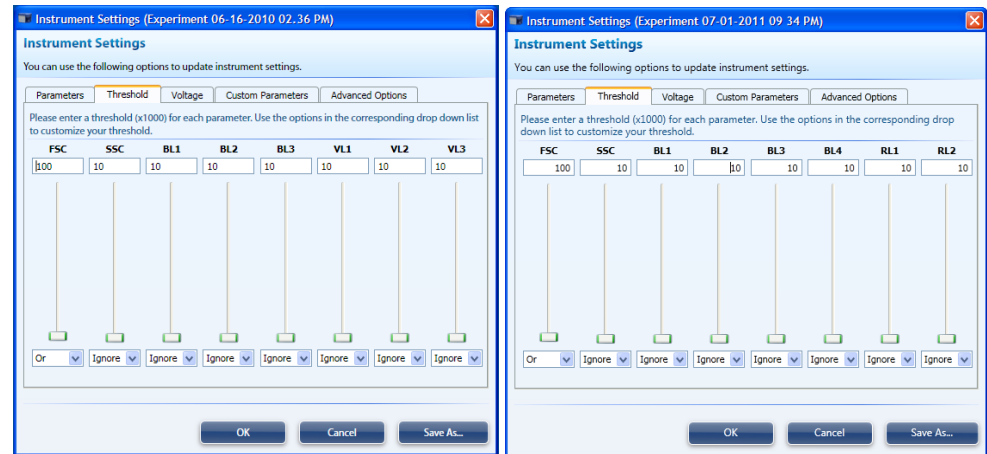 Instrument Settings (Experiment 06-16-2010 02.36 PM)
Instrument Settings
You can use the following options to update instrument settings.
Parameters Threshold Voltage Custom Parameters Advanced Options
Please enter a threshold (x1000) for each parameter. Use the options in the corresponding drop down list
to customize your threshold.
FSC SSC BL1 BL2 BL3 VL1 VL2 VL3
100 10 10 10 10 10 10 10
Or Ignore Ignore Ignore Ignore Ignore Ignore Ignore
OK Cancel Save As...
Instrument Settings (Experiment 07-01-2011 09 34 PM)
Instrument Settings
You can use the following options to update instrument settings.
Parameters Threshold Voltage Custom Parameters Advanced Options
Please enter a threshold (x1000) for each parameter. Use the options in the corresponding drop
down list to customize your threshold.
FSC SSC BL1 BL2 BL3 BL4 RL1 RL2
100 10 10 10 10 10 10 10
Or Ignore Ignore Ignore Ignore Ignore Ignore Ignore
OK Cancel Save As...